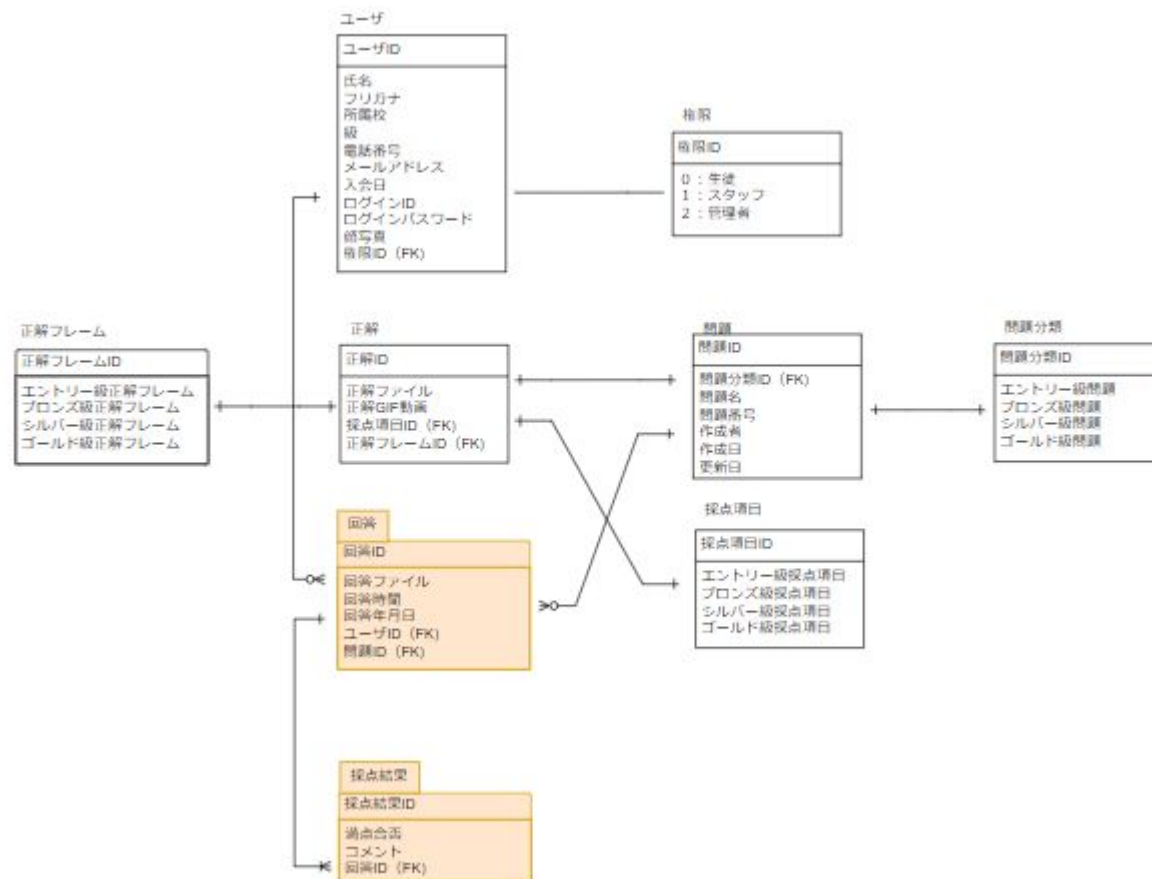 ユーザ
ユーザID
氏名
フリガナ
所属校
級
電話番号
メールアドレス
入会日
ログインID
ログインパスワード
顔写真
権限ID（FK)
権限
権限ID
0：生徒
1：スタッフ
2：管理者
正解フレーム
正解フレームID
エントリー級正解フレーム
ブロンズ級正解フレーム
シルバー級正解フレーム
ゴールド級正解フレーム
正解
正解ID
正解ファイル
正解GIF動画
採点項目ID（FK)
正解フレームID（FK)
問題
問題ID
問題分類ID（FK)
問題名
問題番号
作成者
作成日
更新日
問題分類
問題分類ID
エントリー級問題
ブロンズ級問題
シルバー級問題
ゴールド級問題
回答
回答ID
回答ファイル
回答時間
回答年月日
ユーザID（FK)
問題ID（FK)
採点項目
採点項目ID
エントリー級採点項目
ブロンズ級採点項目
シルバー級採点項目
ゴールド級採点項目
採点結果
採点結果ID
満点合否
コメント
回答ID（FK)